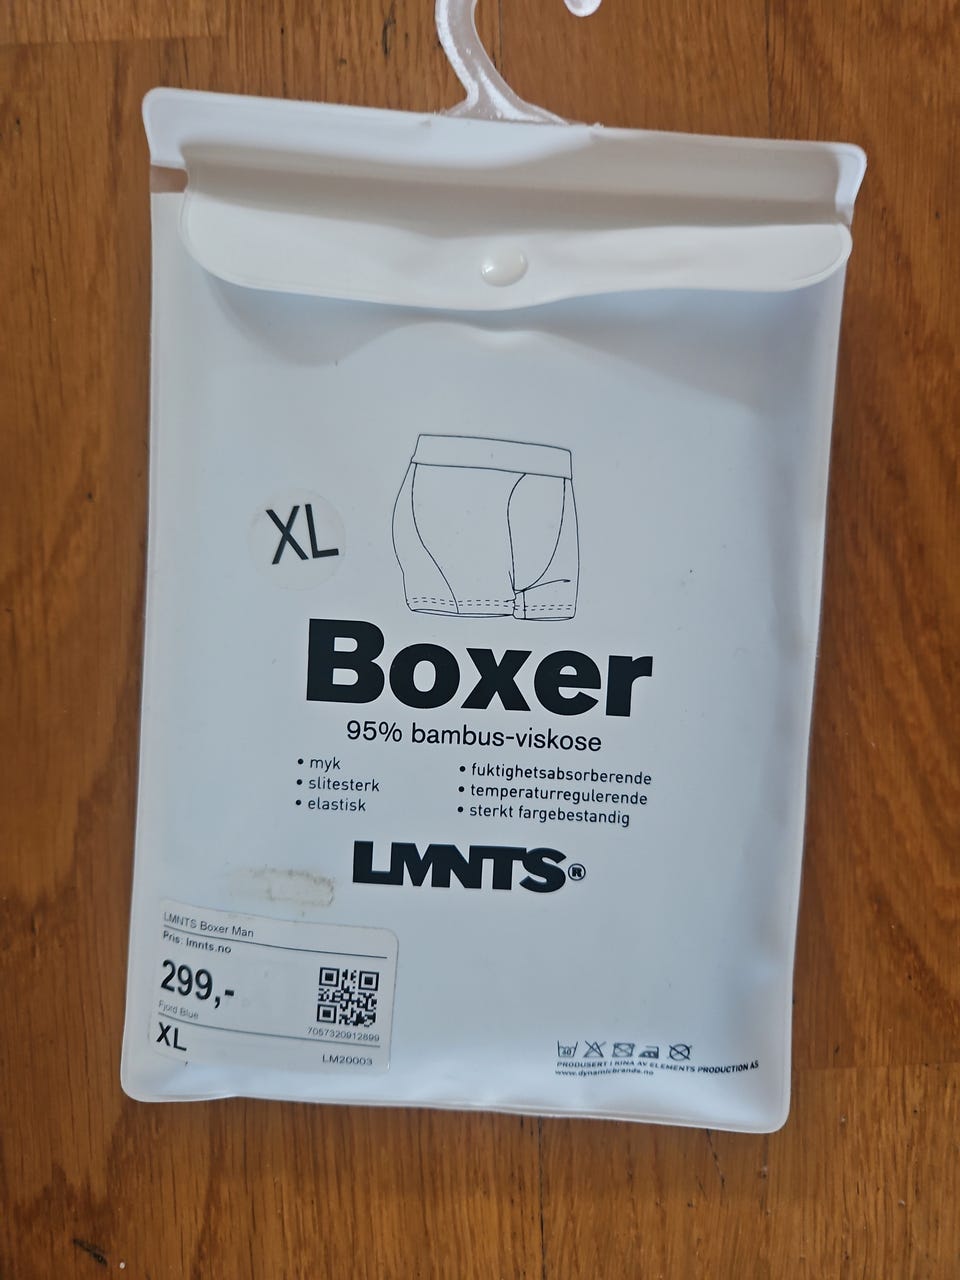 XL
Boxer
95% bambus-viskose
• myk
• slitesterk
• elastisk
• fuktighetsabsorberende
• temperaturregulerende
• sterkt fargebestandig
LMNTS®
LMNTS Boxer Man
Pris: lmnts.no
299,-
Fjord Blue
7057320912899
XL
LM20003
40
PRODUSERT I KINA AV ELEMENTS PRODUCTION AS
www.dynamicbrands.no